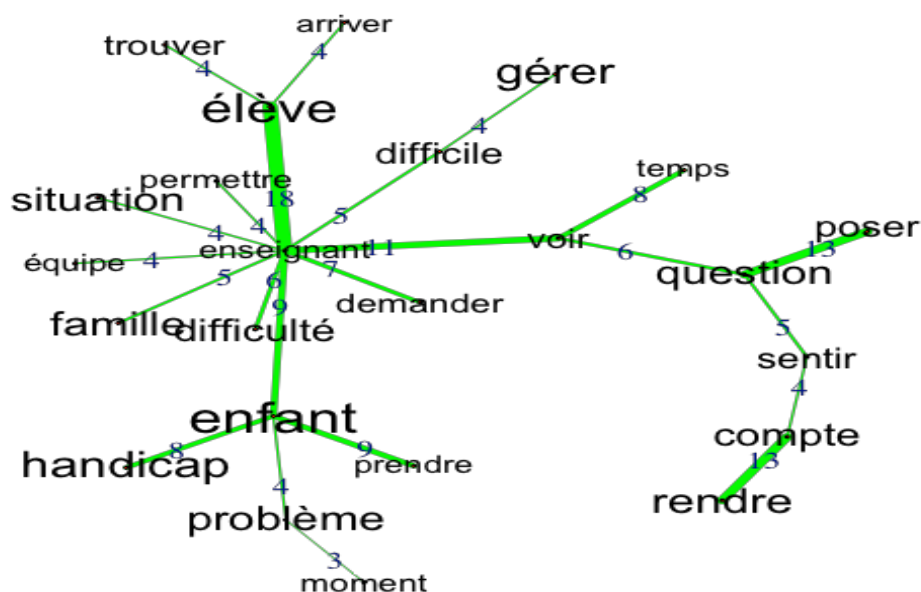 arriver
trouver
4
4
élève
gérer
4
difficile
permettre
temps
situation
18
8
4
5
4
poser
enseignant
11
voir
13
équipe
4
6
question
5
6
7
famille
difficulté
9
demander
5
sentir
4
enfant
compte
handicap
8
9
prendre
13
4
rendre
problème
3
moment